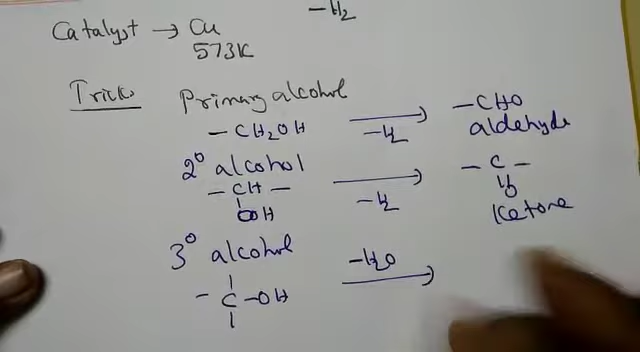 Catalyst → Cu -H₂
573K
Trick Primary alcohol
-CH₂OH -H₂ → -CHO
aldehyde
2° alcohol
-CH- -H₂ → -C-
OH O
Ketone
3° alcohol
-C-OH -H₂O →